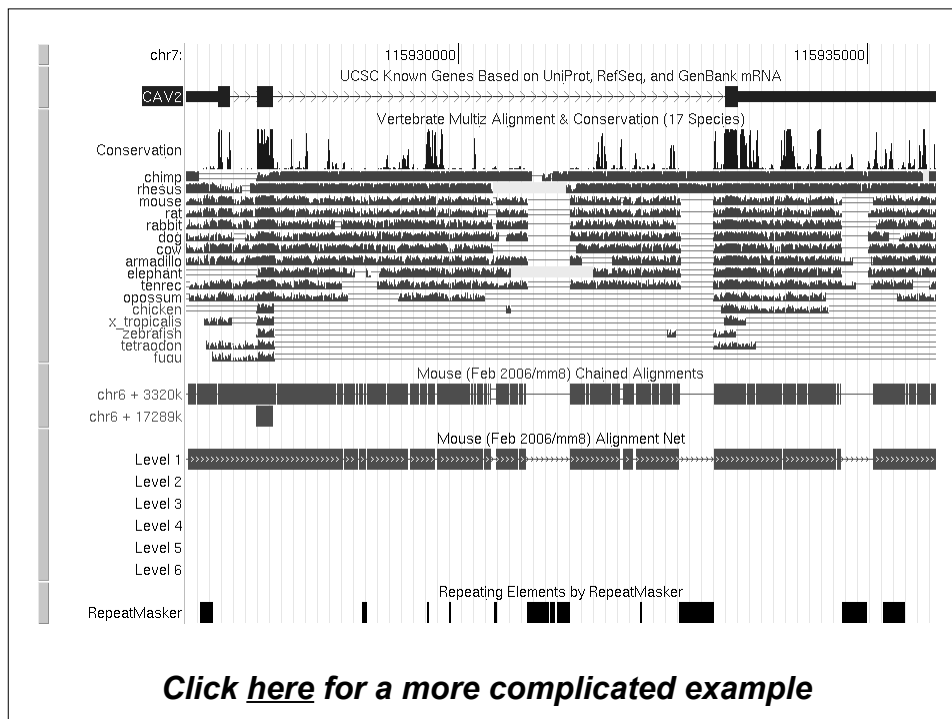 chr7: 115930000 115935000
UCSC Known Genes Based on UniProt, RefSeq, and GenBank mRNA
CAV2
Vertebrate Multiz Alignment & Conservation (17 Species)
Conservation
chimp
rhesus
mouse
rat
rabbit
dog
cow
armadillo
elephant
tenrec
opossum
chicken
x_tropicalis
zebrafish
tetraodon
fugu
Mouse (Feb 2006/mm8) Chained Alignments
chr6 + 3320k
chr6 + 17289k
Mouse (Feb 2006/mm8) Alignment Net
Level 1
Level 2
Level 3
Level 4
Level 5
Level 6
Repeating Elements by RepeatMasker
RepeatMasker
Click here for a more complicated example